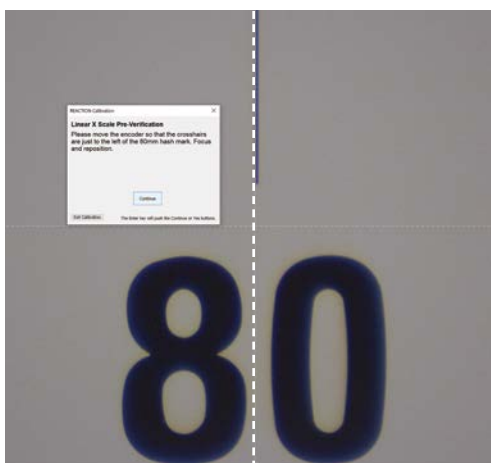 REACTION Calibration
Linear X Scale Pre-Verification
Please move the encoder so that the crosshairs
are just to the left of the 80mm hash mark. Focus
and reposition.
Continue
Exit Calibration
The Enter key will push the Continue or Yes buttons.
80